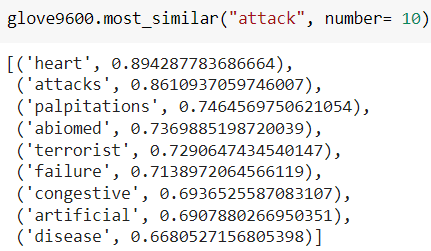 glove9600.most_similar("attack", number= 10)
[('heart', 0.894287783686664),
('attacks', 0.8610937059746007),
('palpitations', 0.7464569750621054),
('abiomed', 0.7369885198720039),
('terrorist', 0.7290647434540147),
('failure', 0.7138972064566119),
('congestive', 0.6936525587083107),
('artificial', 0.6907880266950351),
('disease', 0.6680527156805398)]